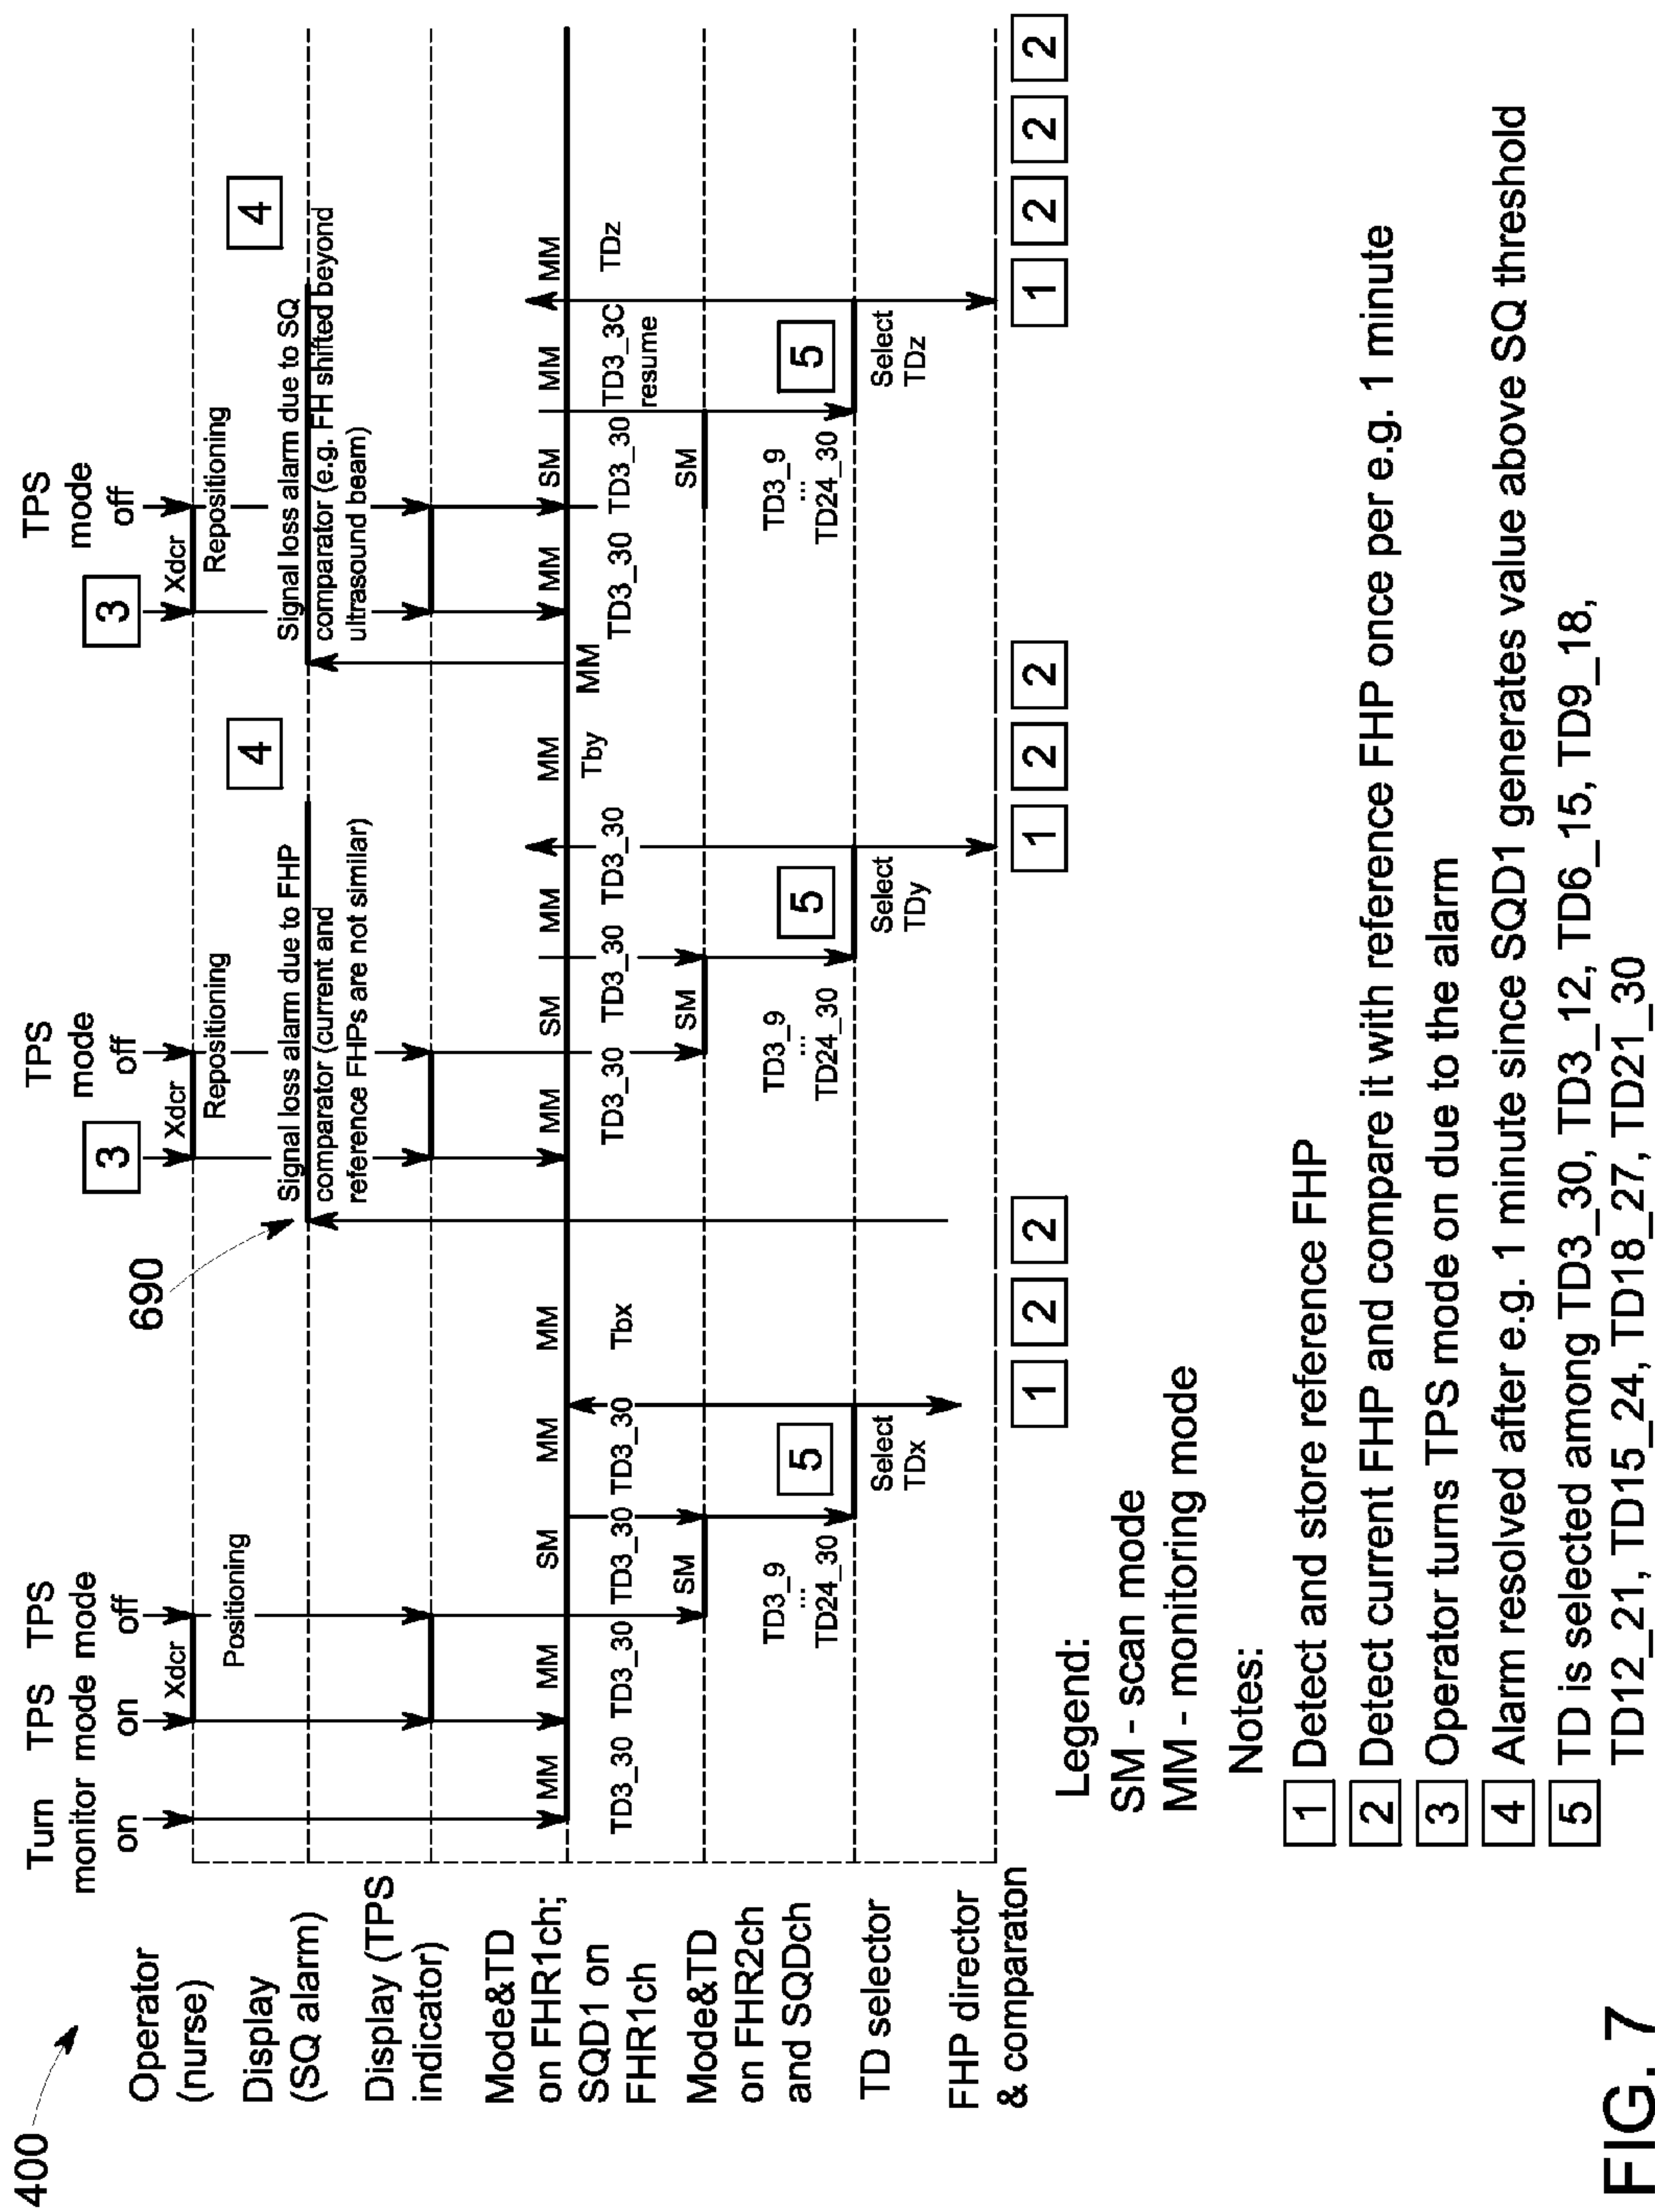 400
Turn
monitor
on
TPS
mode
on
TPS
mode
off
TPS
mode
off
TPS
mode
off
3
3
Operator
(nurse)
Xdcr
Positioning
Xdcr
Repositioning
Xdcr
Repositioning
690
Display
(SQ alarm)
Signal loss alarm due to FHP
comparator (current and
reference FHPs are not similar)
4
Signal loss alarm due to SQ
comparator (e.g. FH shifted beyond
ultrasound beam)
4
Display (TPS
indicator)
Mode&TD
on FHR1ch;
SQD1 on
FHR1ch
MM MM SM MM MM MM SM MM MM MM SM MM MM
MM
TD3_30 TD3_30 TD3_30 TD3_30 Tbx TD3_30 TD3_30 TD3_30 Tby TD3_30 TD3_30 TD3_3C TDz
resume
Mode&TD
on FHR2ch
and SQDch
SM SM SM
TD3_9
...
TD24_30
TD3_9
...
TD24_30
TD3_9
...
TD24_30
5
5
5
TD selector
Select
TDx
Select
TDy
Select
TDz
FHP director
& comparaton
1 2 2 1 2 2 1 2 2 2
Legend:
SM - scan mode
MM - monitoring mode
Notes:
1 Detect and store reference FHP
2 Detect current FHP and compare it with reference FHP once per e.g. 1 minute
3 Operator turns TPS mode on due to the alarm
4 Alarm resolved after e.g. 1 minute since SQD1 generates value above SQ threshold
5 TD is selected among TD3_30, TD3_12, TD6_15, TD9_18,
TD12_21, TD15_24, TD18_27, TD21_30
FIG. 7